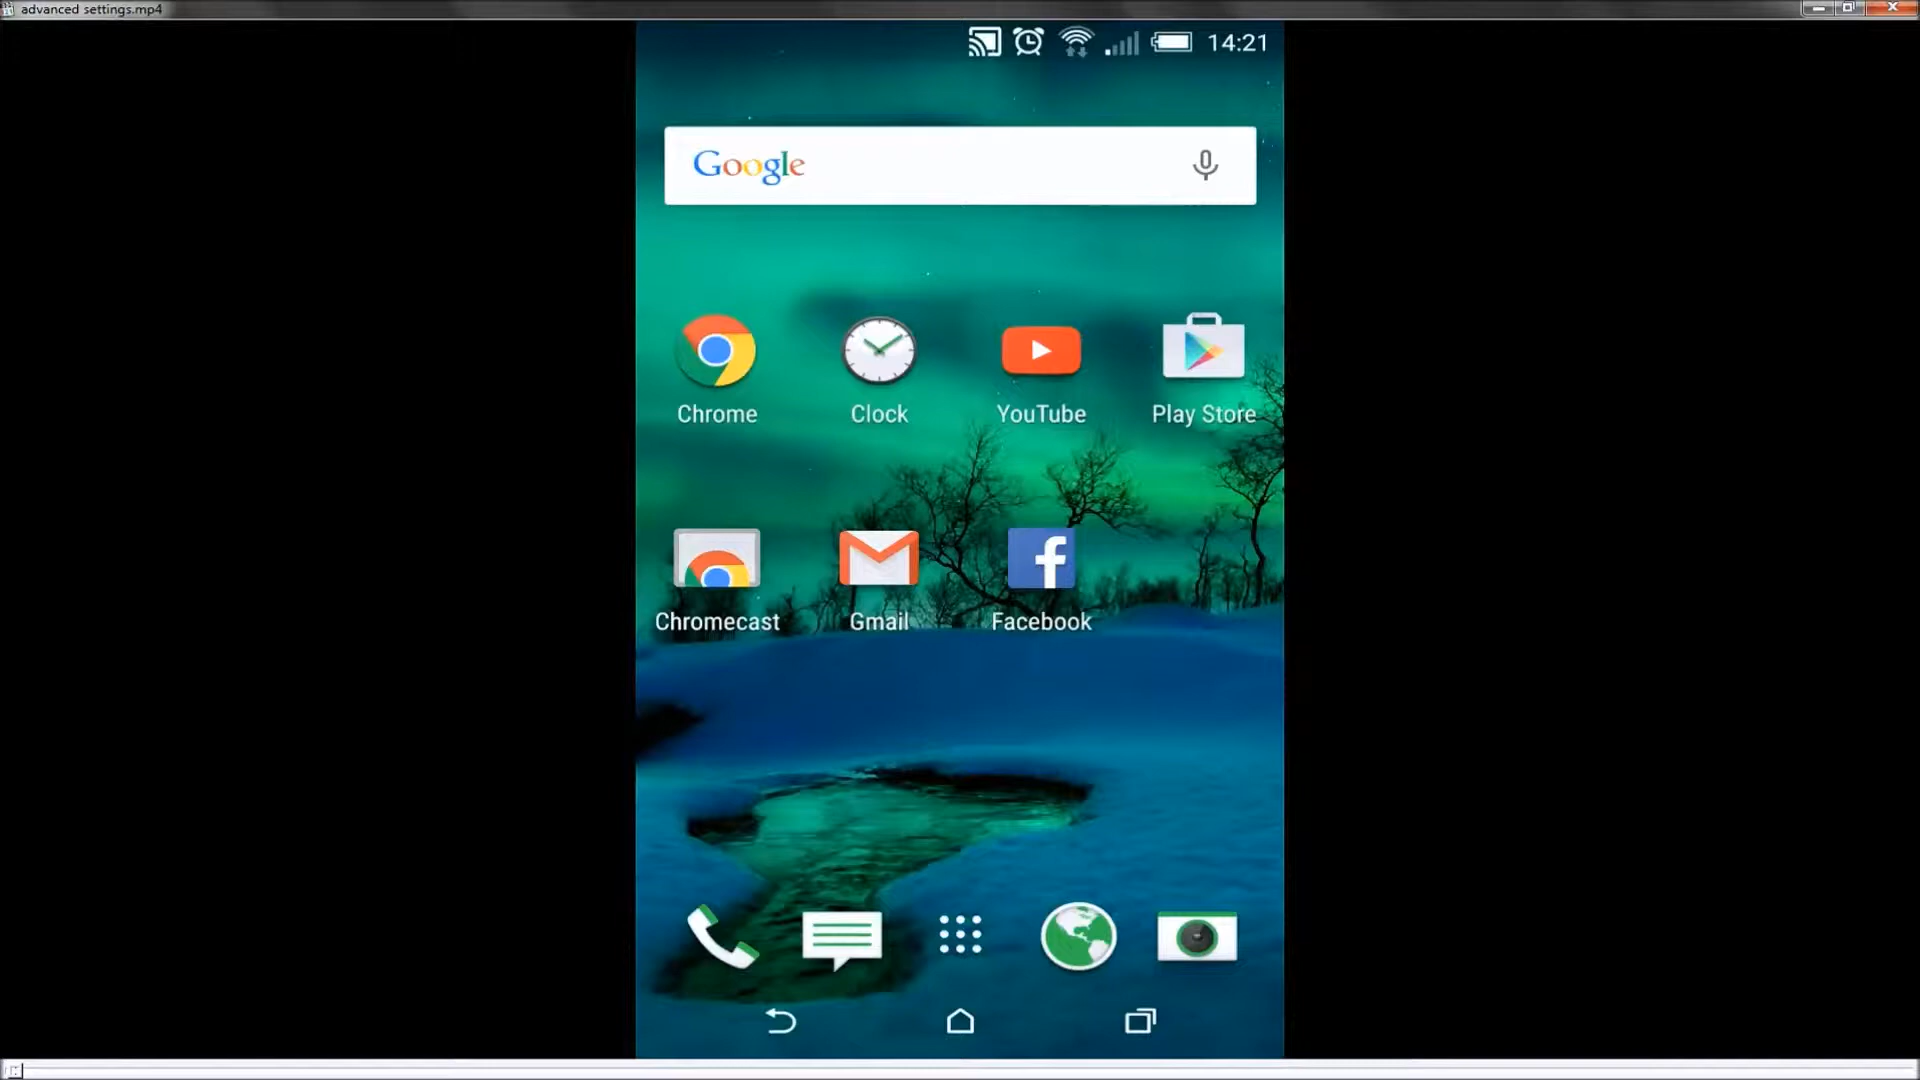 advanced settings.mp4
14:21
Google
Chrome
Clock
YouTube
Play Store
Chromecast
Gmail
Facebook